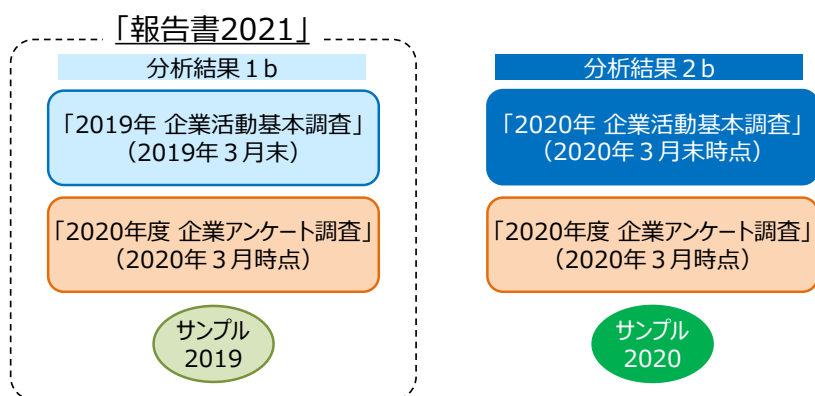 「報告書2021」
分析結果１b
「2019年 企業活動基本調査」
（2019年３月末）
「2020年度 企業アンケート調査」
（2020年３月時点）
サンプル
2019
分析結果２b
「2020年 企業活動基本調査」
（2020年３月末時点）
「2020年度 企業アンケート調査」
（2020年３月時点）
サンプル
2020